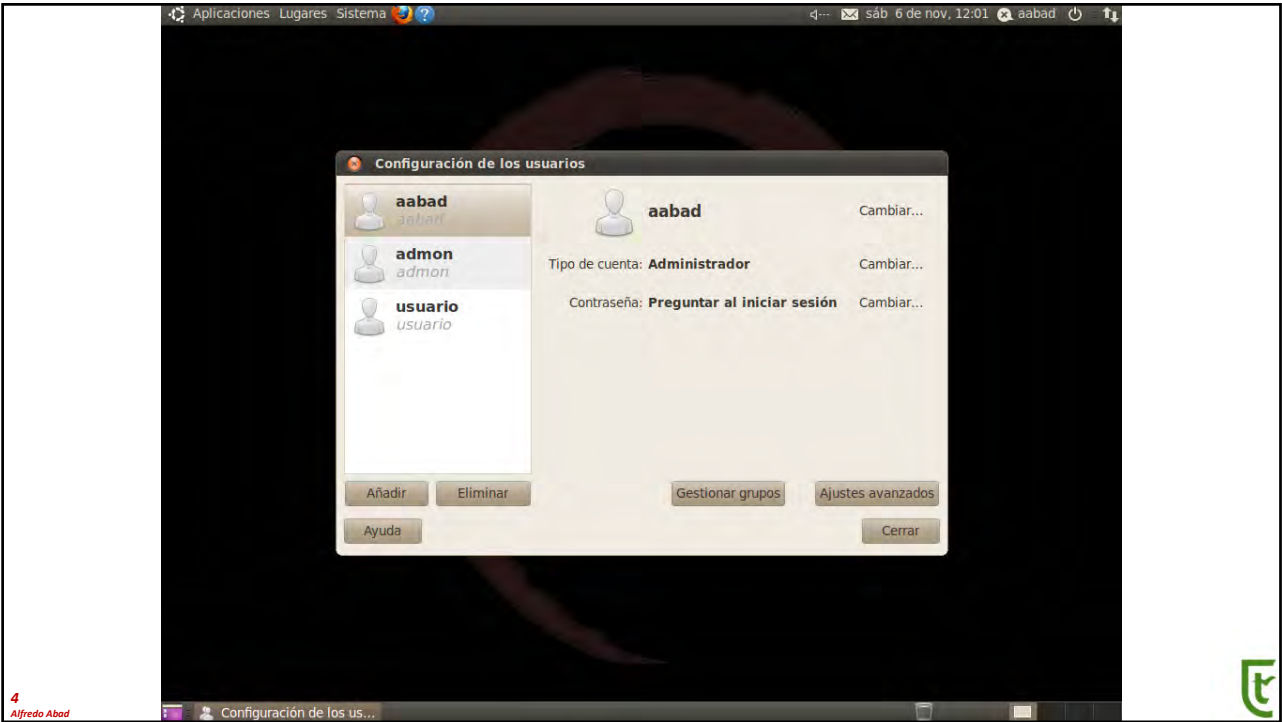 Aplicaciones Lugares Sistema ? sáb 6 de nov, 12:01 aabad
Configuración de los usuarios
aabad
aabad
admon
admon
usuario
usuario
aabad Cambiar...
Tipo de cuenta: Administrador Cambiar...
Contraseña: Preguntar al iniciar sesión Cambiar...
Añadir Eliminar Gestionar grupos Ajustes avanzados
Ayuda Cerrar
Configuración de los us...
4
Alfredo Abad